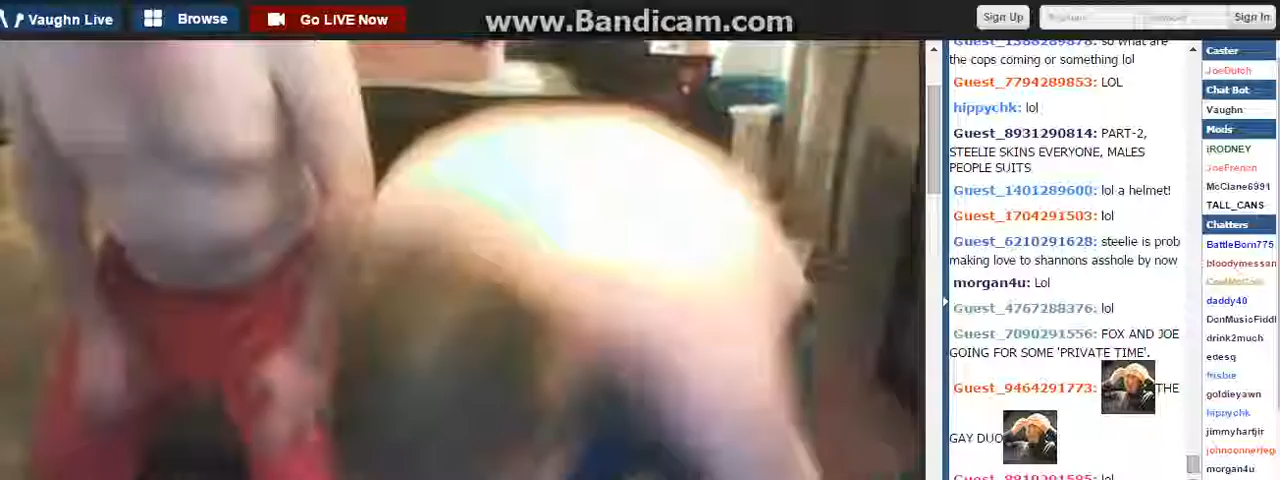 Vaughn Live
Browse
Go LIVE Now
www.Bandicam.com
Sign Up
Sign In
so what are
the cops coming or something lol
Guest_7794289853: LOL
hippychk: lol
Guest_8931290814: PART-2,
STEELIE SKINS EVERYONE, MALES
PEOPLE SUITS
Guest_1401289600: lol a helmet!
Guest_1704291503: lol
Guest_6210291628: steelie is prob
making love to shannons asshole by now
morgan4u: Lol
Guest_4767288376: lol
Guest_7090291556: FOX AND JOE
GOING FOR SOME 'PRIVATE TIME'.
Guest_9464291773: THE
GAY DUO
lol
Caster
JoeDutch
Chat Bot
Vaughn
Mods
iRODNEY
JoeFrench
McClane6991
TALL_CANS
Chatters
BattleBorn775
bloodymessan
daddy40
DonMusicFiddl
drink2much
edesq
frisbie
goldieyawn
hippychk
jimmyhartjr
johnconnerleg
morgan4u